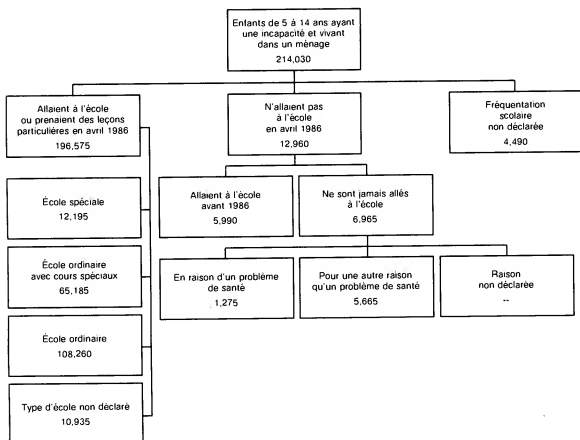 Enfants de 5 à 14 ans ayant
une incapacité et vivant
dans un ménage
214,030
Allaient à l'école
ou prenaient des leçons
particulières en avril 1986
196,575
N'allaient pas
à l'école
en avril 1986
12,960
Fréquentation
scolaire
non déclarée
4,490
École spéciale
12,195
Allaient à l'école
avant 1986
5,990
Ne sont jamais allés
à l'école
6,965
École ordinaire
avec cours spéciaux
65,185
En raison d'un problème
de santé
1,275
Pour une autre raison
qu'un problème de santé
5,665
Raison
non déclarée
--
École ordinaire
108,260
Type d'école non déclaré
10,935